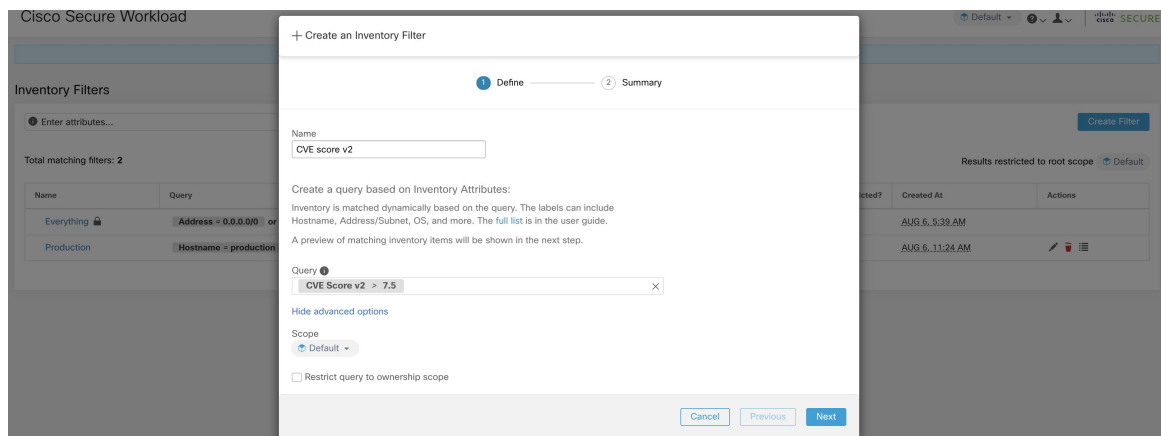 Cisco Secure Workload
Default
cisco SECURE
+ Create an Inventory Filter
1 Define 2 Summary
Inventory Filters
Enter attributes...
Create Filter
Name
CVE score v2
Total matching filters: 2
Results restricted to root scope Default
Create a query based on Inventory Attributes:
Inventory is matched dynamically based on the query. The labels can include
Hostname, Address/Subnet, OS, and more. The full list is in the user guide.
A preview of matching inventory items will be shown in the next step.
Name Query icted? Created At Actions
Everything Address = 0.0.0.0/0 or AUG 6, 5:39 AM
Production Hostname = production AUG 6, 11:24 AM
Query
CVE Score v2 > 7.5
Hide advanced options
Scope
Default
Restrict query to ownership scope
Cancel Previous Next